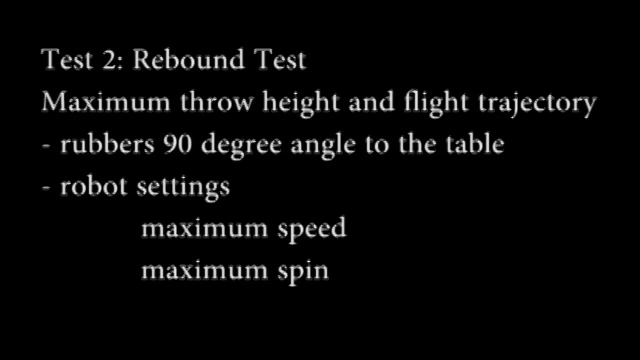 Test 2: Rebound Test
Maximum throw height and flight trajectory
- rubbers 90 degree angle to the table
- robot settings
maximum speed
maximum spin